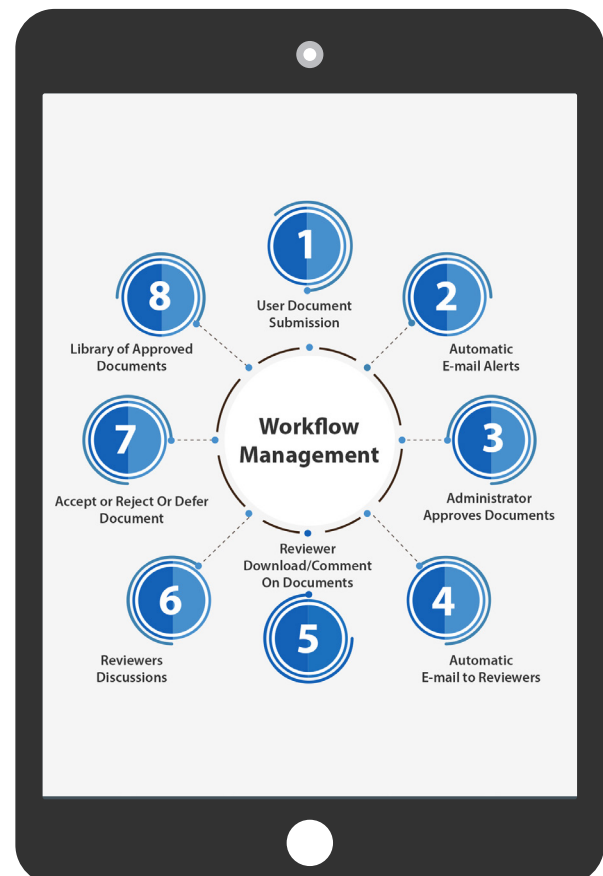 Workflow
Management
1
User Document
Submission
2
Automatic
E-mail Alerts
3
Administrator
Approves Documents
4
Automatic
E-mail to Reviewers
Reviewer
Download/Comment
On Documents
5
6
Reviewers
Discussions
7
Accept or Reject Or Defer
Document
8
Library of Approved
Documents